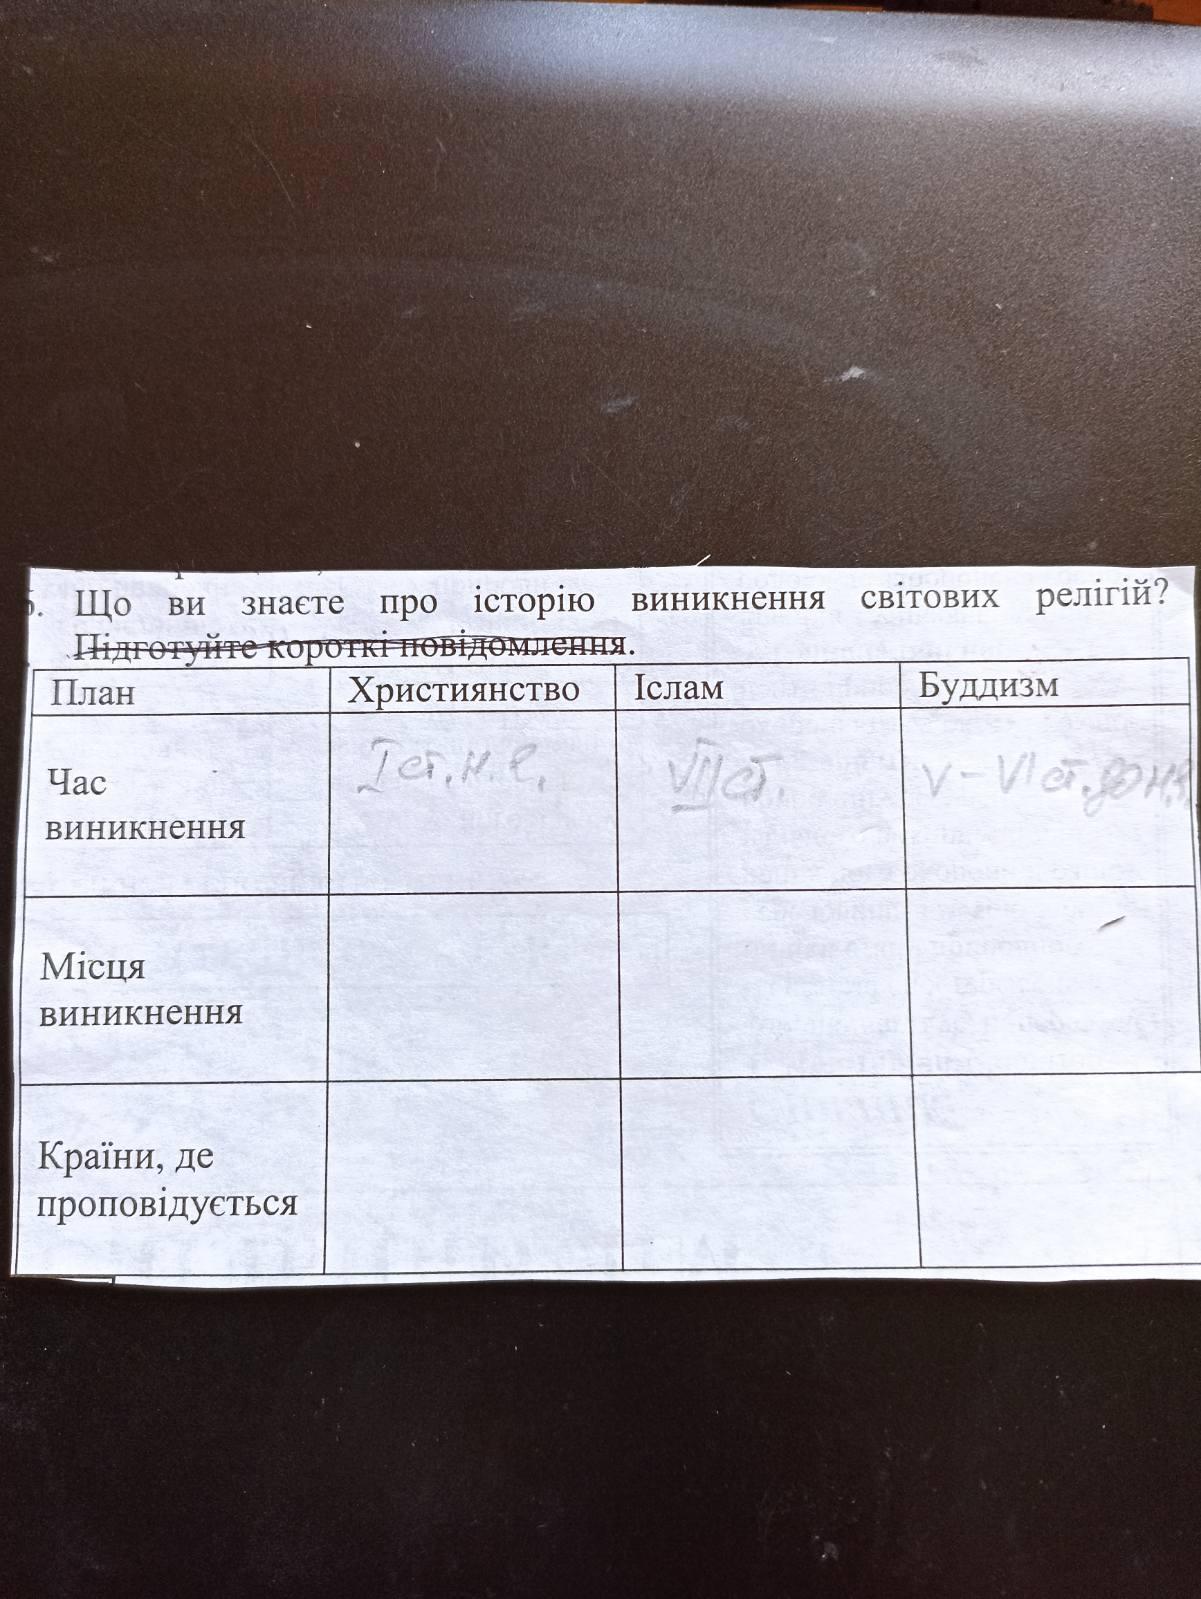 5. Що ви знаєте про історію виникнення світових релігій?
Підготуйте короткі повідомлення.
План Християнство Іслам Буддизм
Час виникнення I ст. н. е. VII ст. V – VI ст. до н.е.
Місця виникнення
Країни, де проповідується